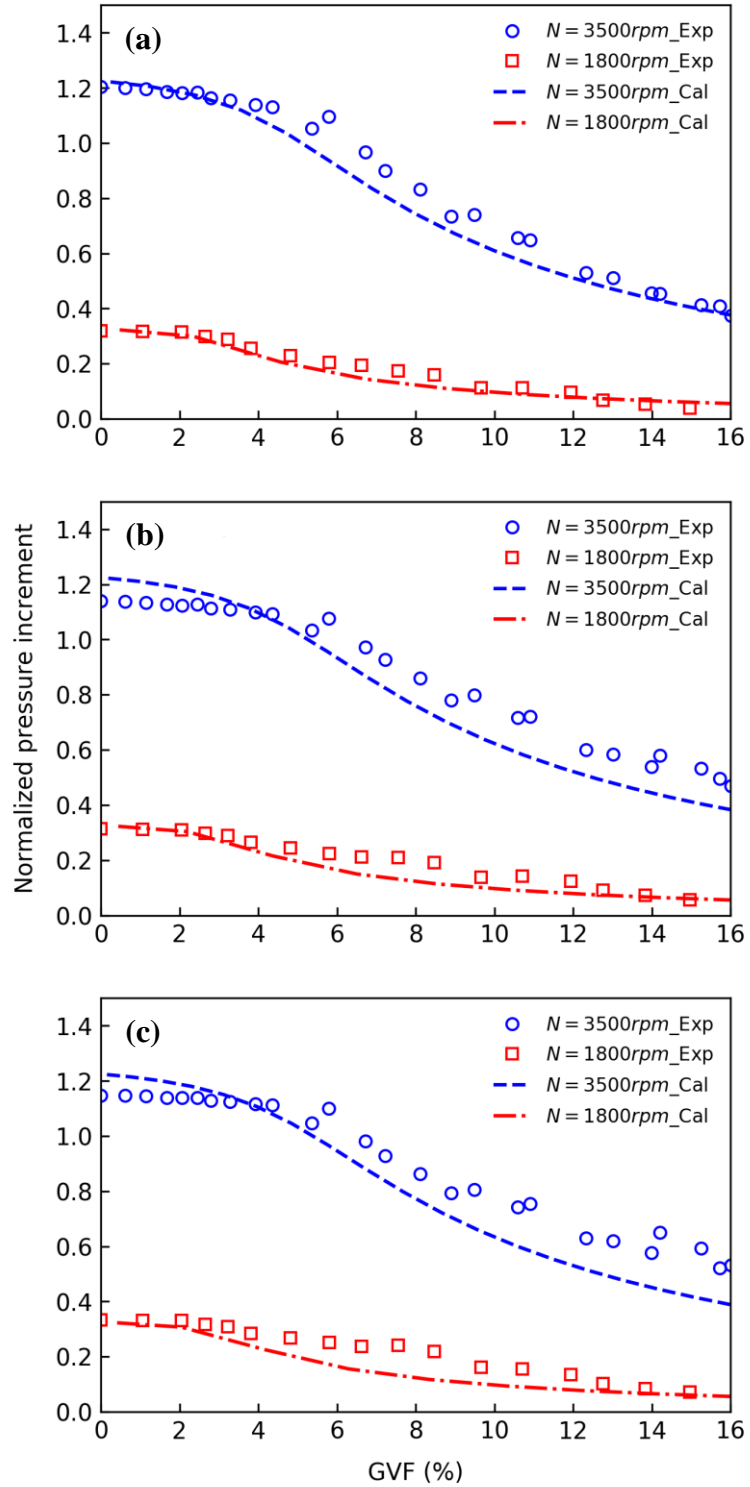 (a)
N = 3500rpm_Exp
N = 1800rpm_Exp
N = 3500rpm_Cal
N = 1800rpm_Cal
1.4
1.2
1.0
0.8
0.6
0.4
0.2
0.0
0 2 4 6 8 10 12 14 16
Normalized pressure increment
(b)
N = 3500rpm_Exp
N = 1800rpm_Exp
N = 3500rpm_Cal
N = 1800rpm_Cal
1.4
1.2
1.0
0.8
0.6
0.4
0.2
0.0
0 2 4 6 8 10 12 14 16
(c)
N = 3500rpm_Exp
N = 1800rpm_Exp
N = 3500rpm_Cal
N = 1800rpm_Cal
1.4
1.2
1.0
0.8
0.6
0.4
0.2
0.0
0 2 4 6 8 10 12 14 16
GVF (%)